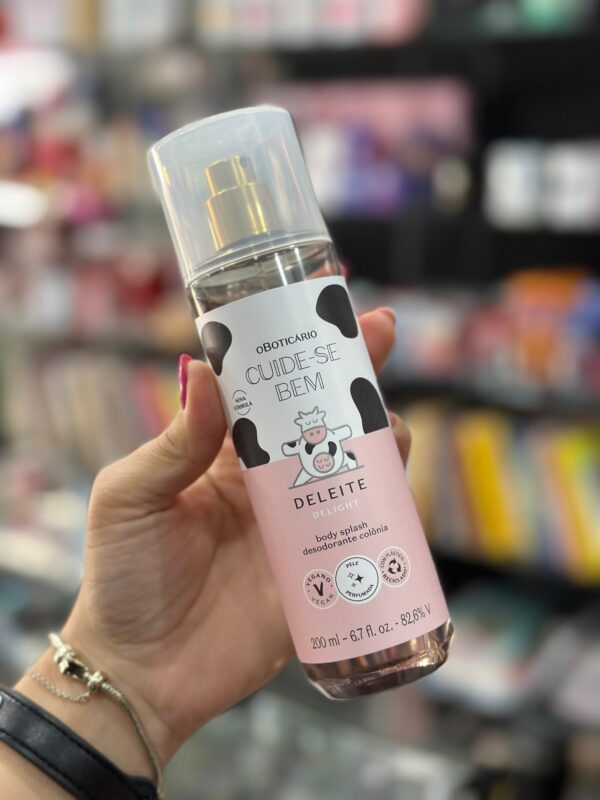 oBOTICÁRIO
CUIDE-SE
BEM
NOVA
FÓRMULA
DELEITE
DELIGHT
body splash
desodorante colônia
VEGANO
V
VEGAN
PELE
PERFUMADA
COM PLÁSTICO
RECICLADO
200 ml - 6.7 fl. oz. - 82,6% V